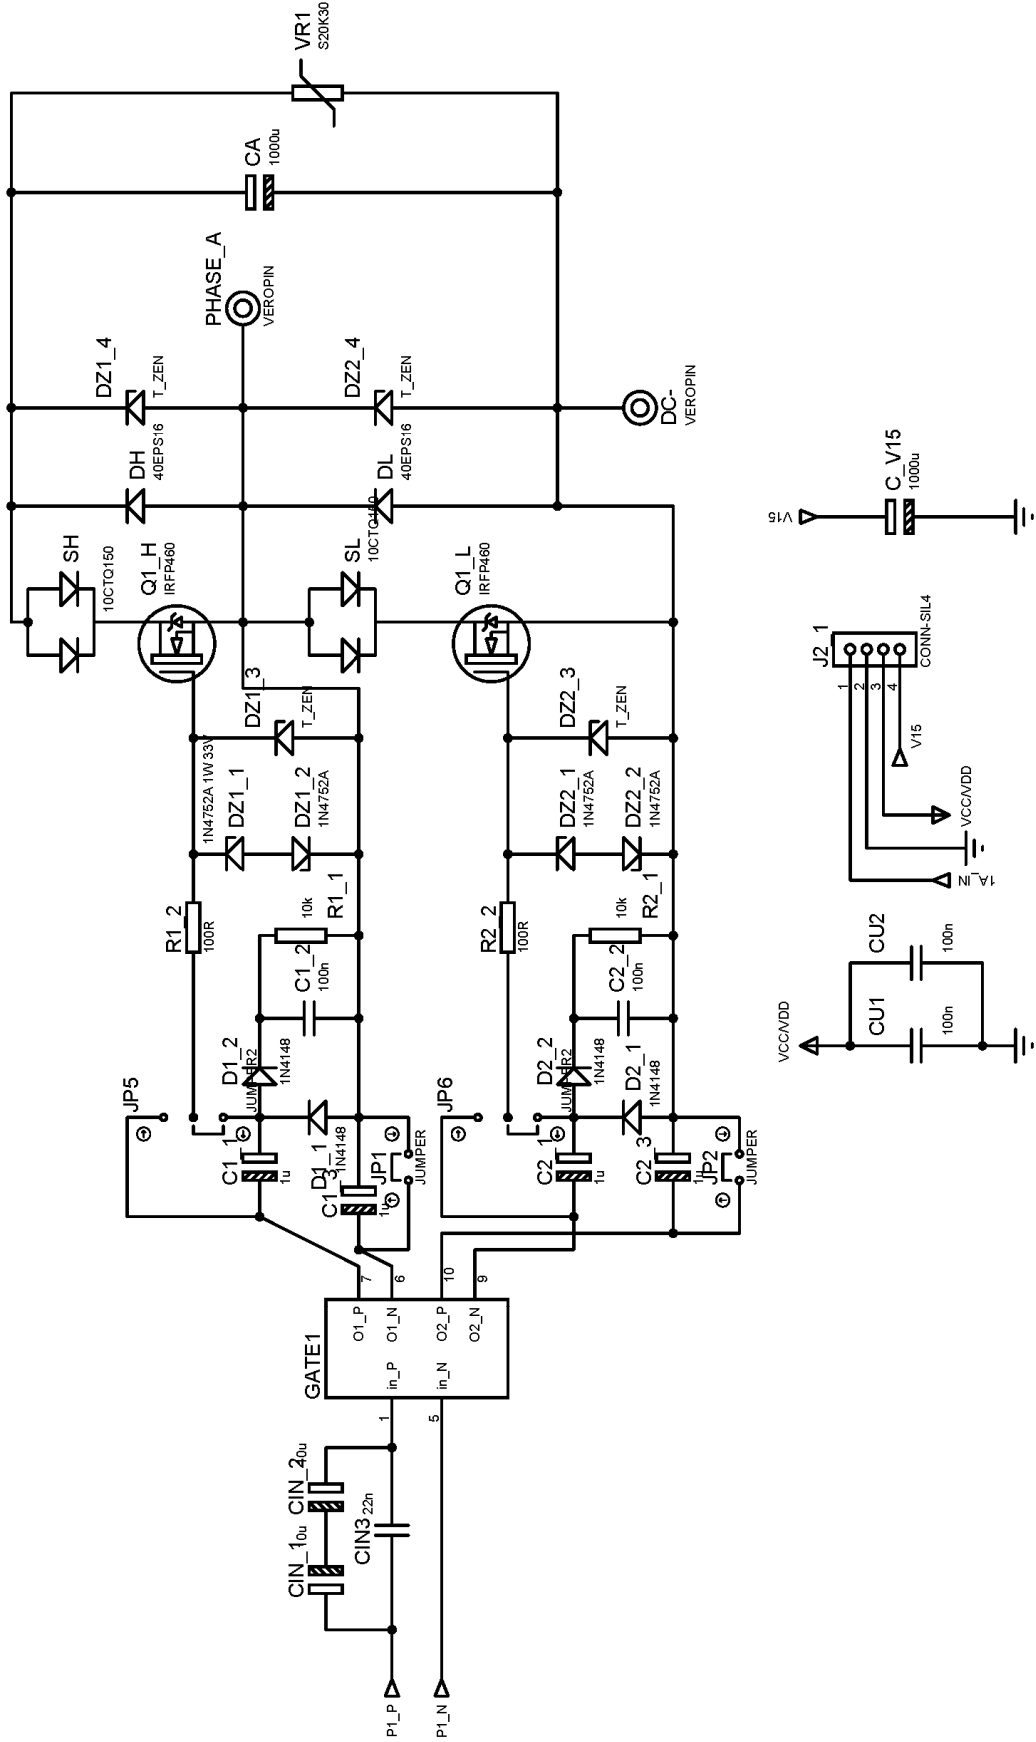 VR1
S20K30
CA
1000u
PHASE_A
VEROPIN
DZ1_4
T_ZEN
DZ2_4
T_ZEN
DC-
VEROPIN
DH
40EPS16
DL
40EPS16
SH
10CTQ150
SL
10CTQ150
Q1_H
IRFP460
Q1_L
IRFP460
DZ1_3
T_ZEN
DZ2_3
T_ZEN
1N4752A 1W 33V
DZ1_1
DZ1_2
1N4752A
DZ2_1
1N4752A
DZ2_2
1N4752A
R1_2
100R
10k
R1_1
R2_2
100R
10k
R2_1
C1_2
100n
C2_2
100n
D1_2
1N4148
JUMPER2
JP5
D2_2
1N4148
JUMPER2
JP6
D1_1
1N4148
D2_1
1N4148
C1_1
1u
C1_3
1u
JP1
JUMPER
C2_1
1u
C2_3
1u
JP2
JUMPER
7
6
10
9
O1_P
O1_N
O2_P
O2_N
in_P
in_N
GATE1
1
5
CIN_2
CIN_1
10u
CIN3
22n
P1_P
P1_N
V15
C_V15
1000u
J2_1
CONN-SIL4
1
2
3
4
V15
VCC/VDD
1A_IN
VCC/VDD
CU1
100n
CU2
100n